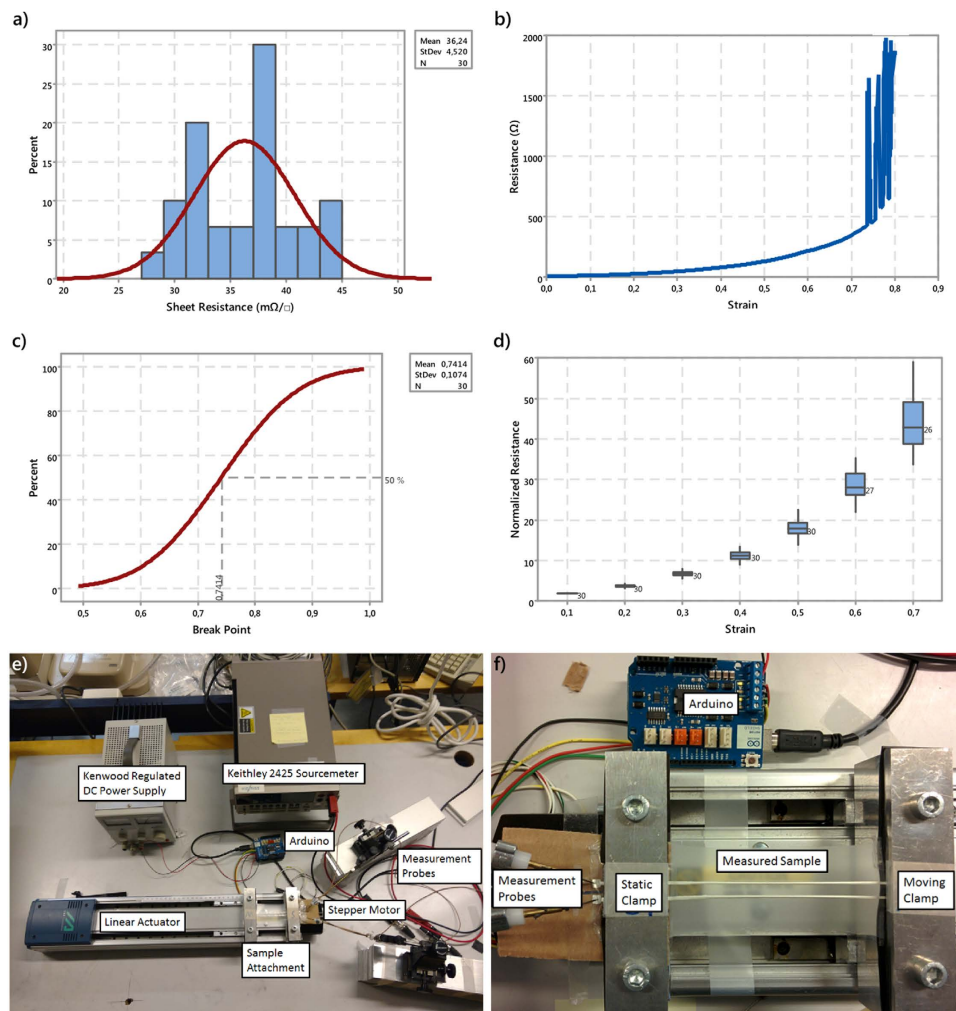 a)
Mean 36,24
StDev 4,520
N 30
30
25
20
15
10
5
0
Percent
20 25 30 35 40 45 50
Sheet Resistance (mΩ/□)
b)
2000
1500
1000
500
0
Resistance (Ω)
0,0 0,1 0,2 0,3 0,4 0,5 0,6 0,7 0,8 0,9
Strain
c)
Mean 0,7414
StDev 0,1074
N 30
100
80
60
40
20
0
Percent
50 %
0,7414
0,5 0,6 0,7 0,8 0,9 1,0
Break Point
d)
60
50
40
30
20
10
0
Normalized Resistance
30
30
30
30
30
27
26
0,1 0,2 0,3 0,4 0,5 0,6 0,7
Strain
e)
Kenwood Regulated
DC Power Supply
Keithley 2425 Sourcemeter
Arduino
Measurement
Probes
Linear Actuator
Stepper Motor
Sample
Attachment
f)
Arduino
Measurement
Probes
Static
Clamp
Measured Sample
Moving
Clamp